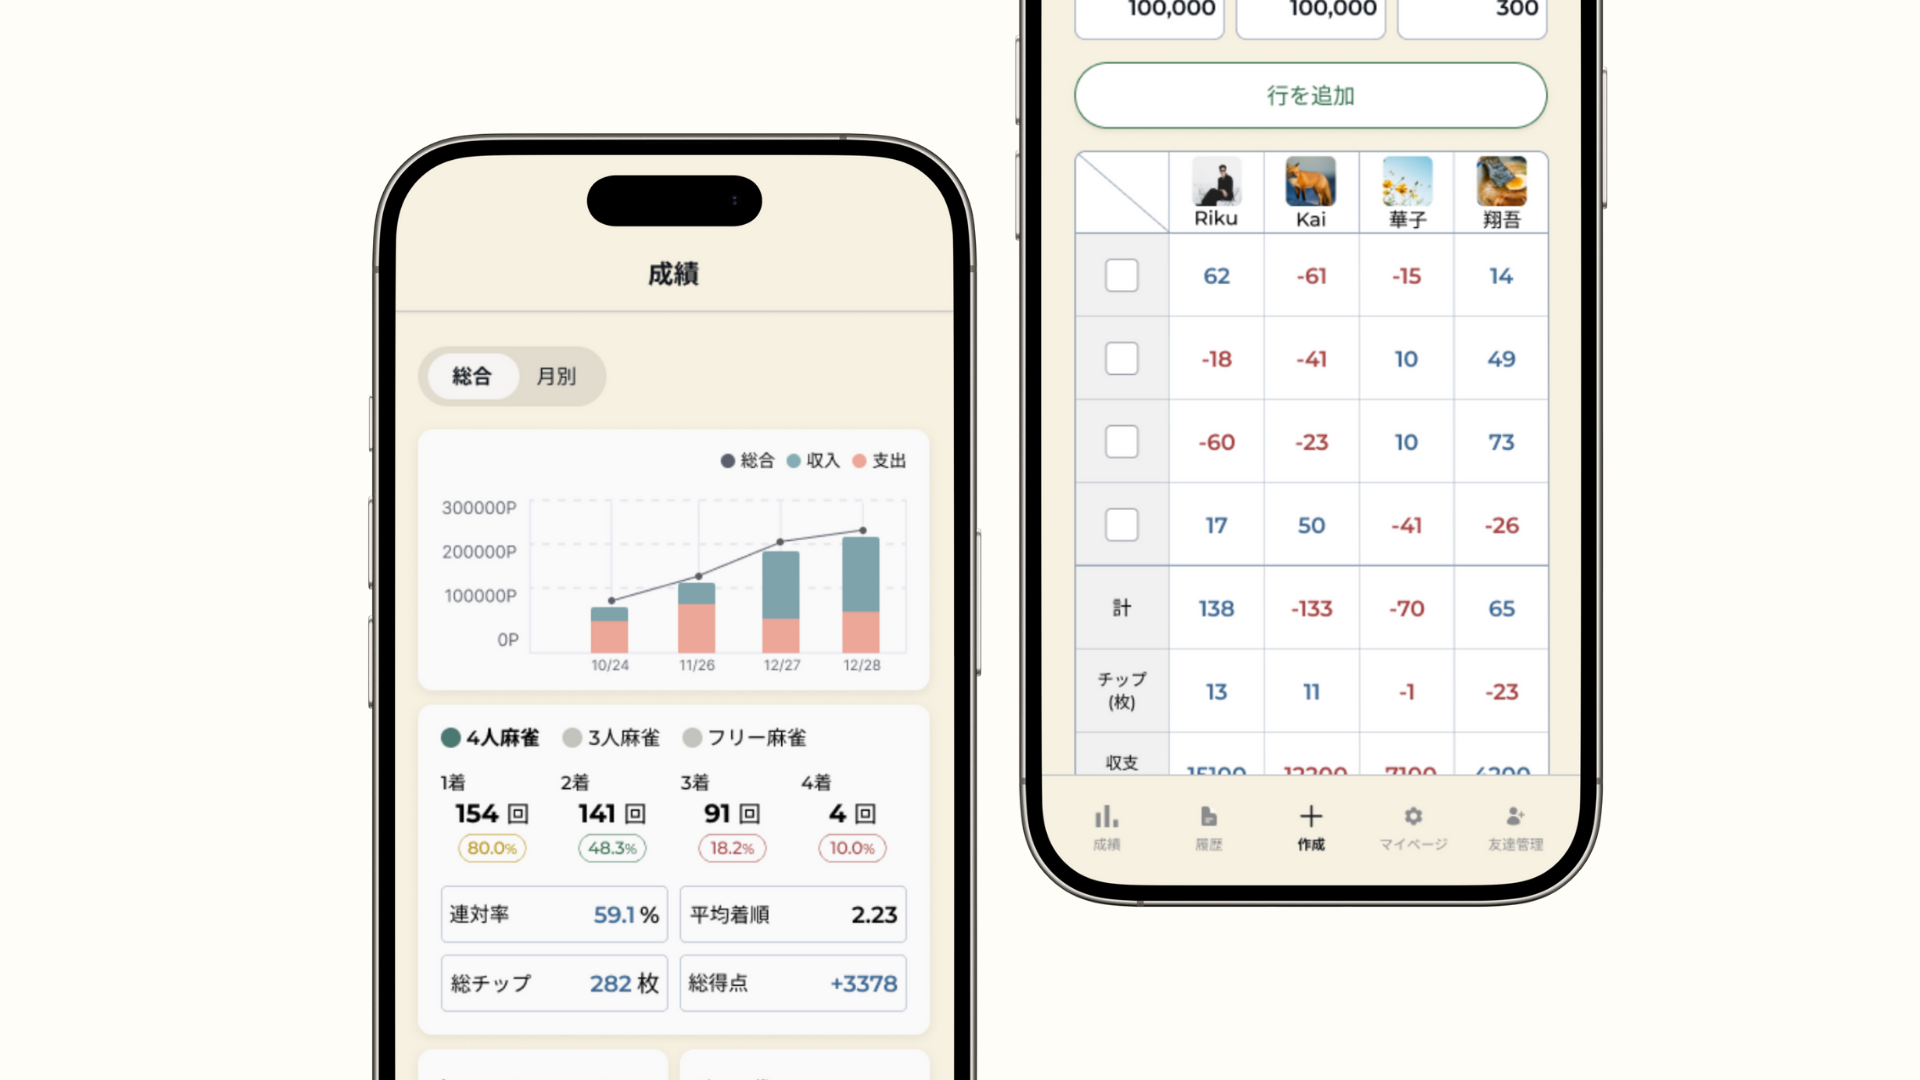 成績
総合 月別
総合 収入 支出
300000P
200000P
100000P
0P
10/24 11/26 12/27 12/28
4人麻雀 3人麻雀 フリー麻雀
1着 2着 3着 4着
154 回 141 回 91 回 4 回
80.0% 48.3% 18.2% 10.0%
連対率 59.1 % 平均着順 2.23
総チップ 282 枚 総得点 +3378
100,000 100,000 300
行を追加
Riku Kai 華子 翔吾
62 -61 -15 14
-18 -41 10 49
-60 -23 10 73
17 50 -41 -26
計 138 -133 -70 65
チップ
(枚) 13 11 -1 -23
収支 15100 12200 7100 4200
成績 履歴 作成 マイページ 友達管理